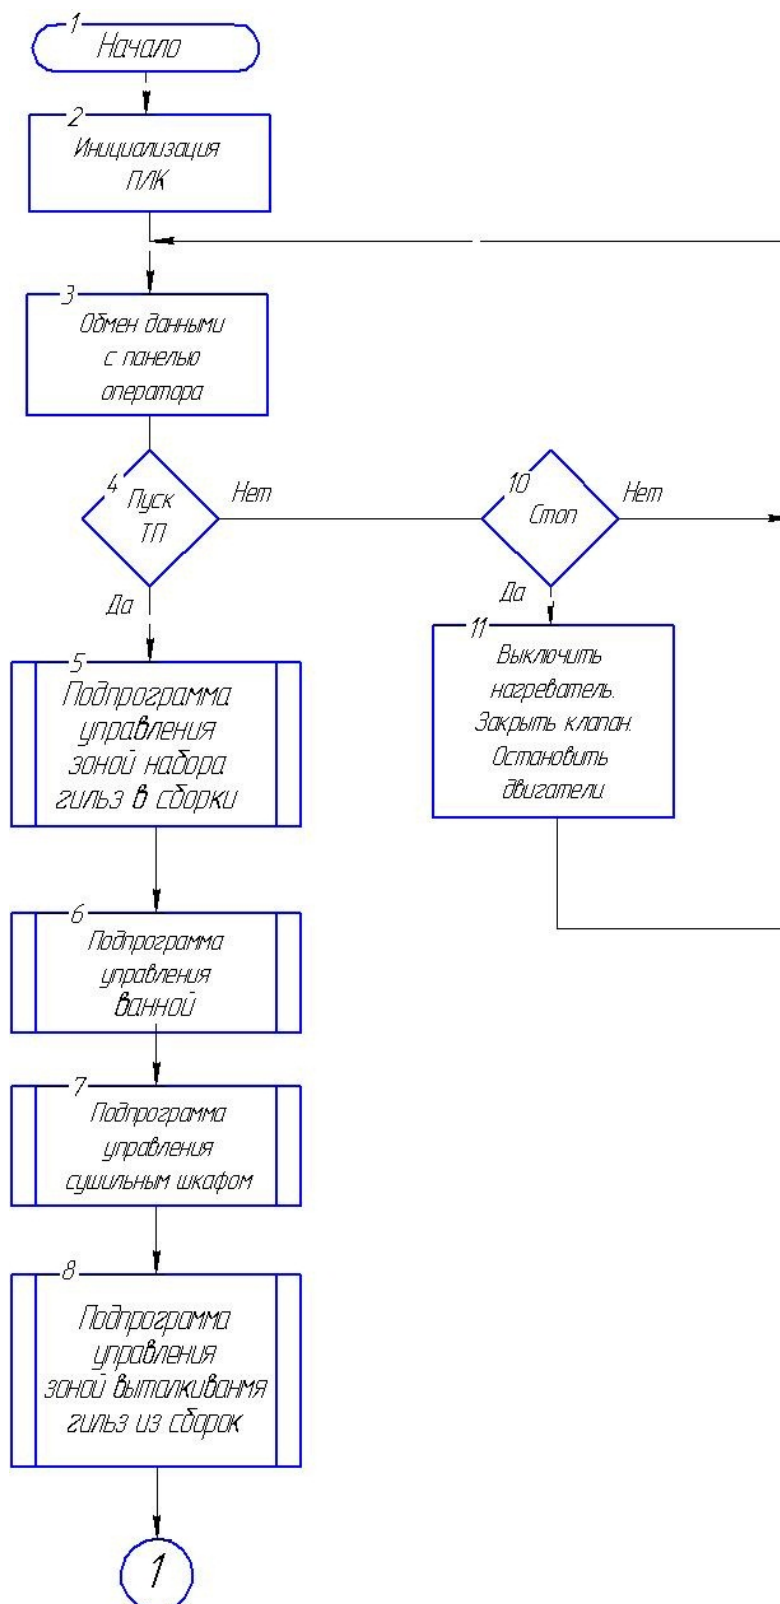 1
Начало
2
Инициализация
ПЛК
3
Обмен данными
с панелью
оператора
4
Пуск
ТП
Нет
Да
10
Стоп
Нет
Да
11
Выключить
нагреватель.
Закрыть клапан.
Остановить
двигатели
5
Подпрограмма
управления
зоной набора
гильз в сборки
6
Подпрограмма
управления
ванной
7
Подпрограмма
управления
сушильным шкафом
8
Подпрограмма
управления
зоной выталкиванмя
гильз из сборок
1